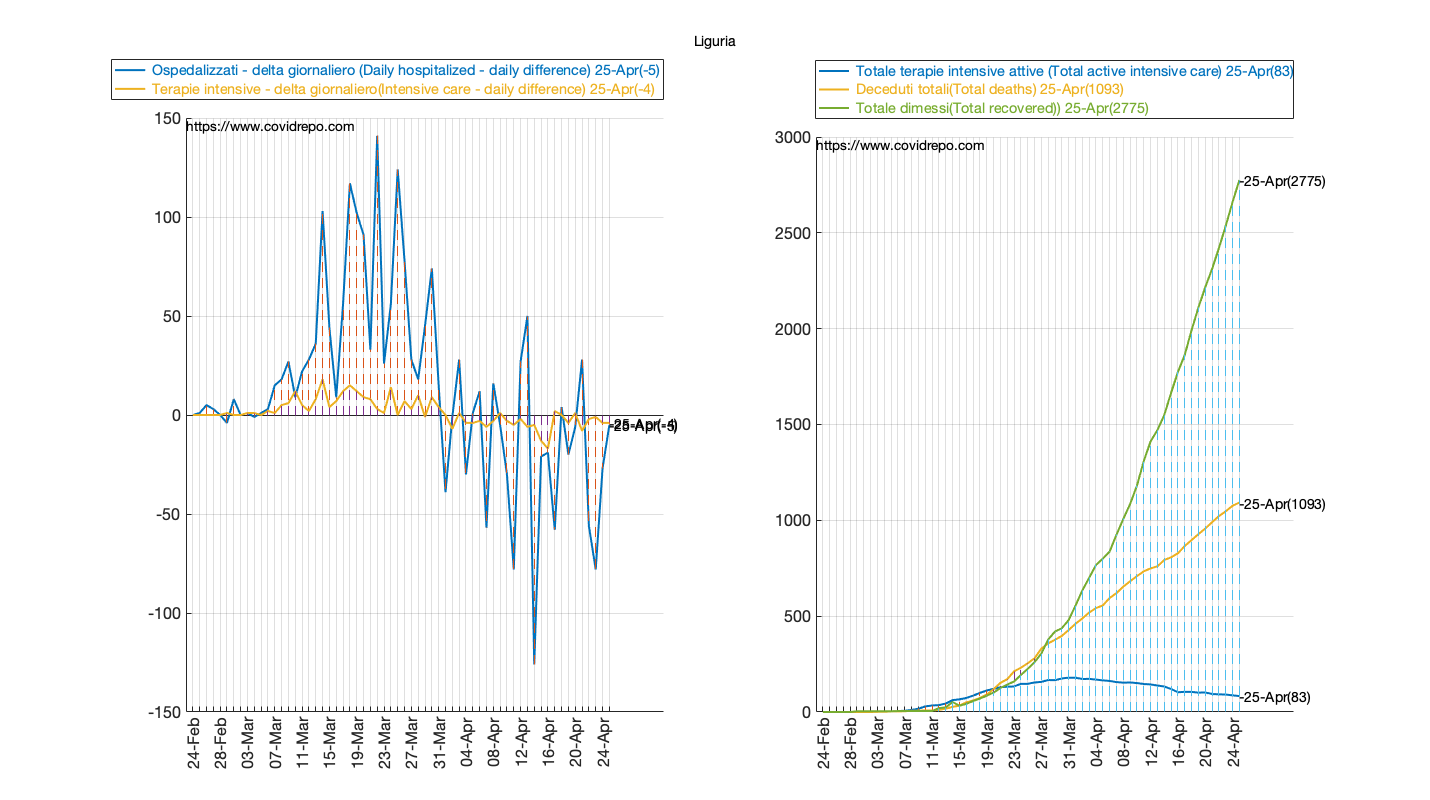 Liguria
Ospedalizzati - delta giornaliero (Daily hospitalized - daily difference) 25-Apr(-5)
Terapie intensive - delta giornaliero(Intensive care - daily difference) 25-Apr(-4)
https://www.covidrepo.com
150
100
50
0
-50
-100
-150
-25-Apr(-4)
-25-Apr(-5)
24-Feb
28-Feb
03-Mar
07-Mar
11-Mar
15-Mar
19-Mar
23-Mar
27-Mar
31-Mar
04-Apr
08-Apr
12-Apr
16-Apr
20-Apr
24-Apr
Totale terapie intensive attive (Total active intensive care) 25-Apr(83)
Deceduti totali(Total deaths) 25-Apr(1093)
Totale dimessi(Total recovered)) 25-Apr(2775)
https://www.covidrepo.com
3000
2500
2000
1500
1000
500
0
-25-Apr(2775)
-25-Apr(1093)
-25-Apr(83)
24-Feb
28-Feb
03-Mar
07-Mar
11-Mar
15-Mar
19-Mar
23-Mar
27-Mar
31-Mar
04-Apr
08-Apr
12-Apr
16-Apr
20-Apr
24-Apr